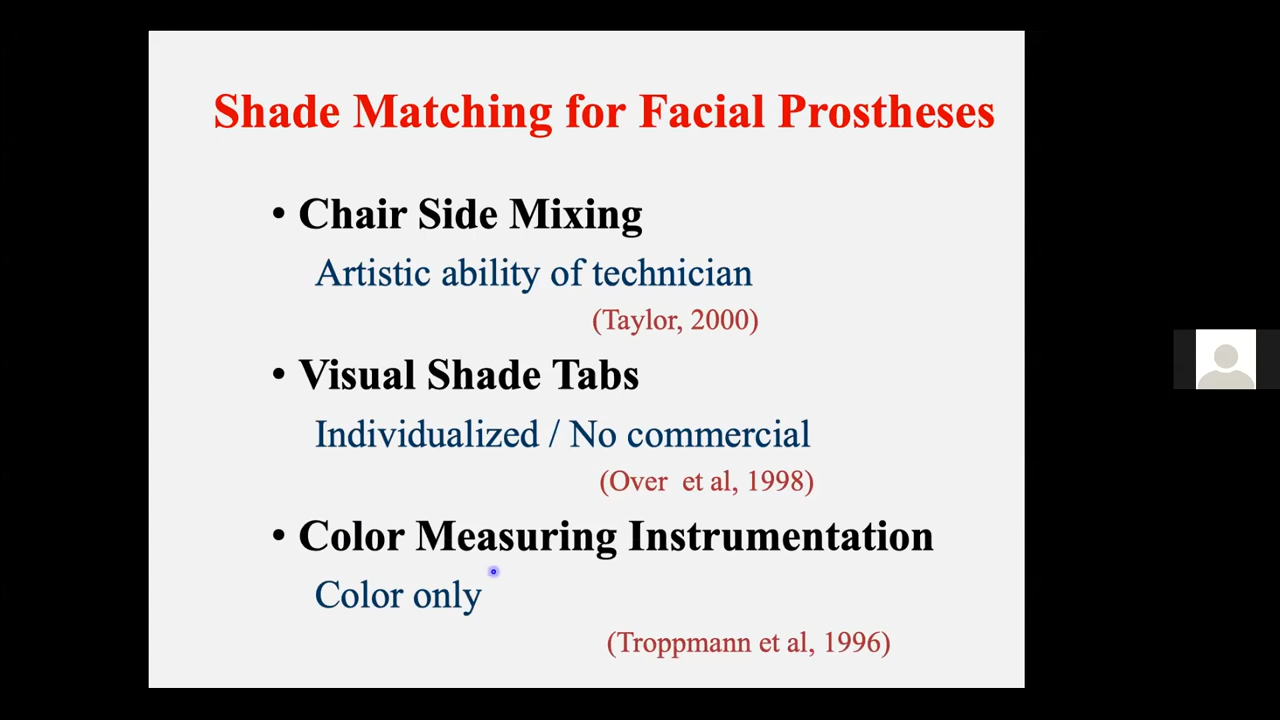 Shade Matching for Facial Prostheses
• Chair Side Mixing
Artistic ability of technician
(Taylor, 2000)
• Visual Shade Tabs
Individualized / No commercial
(Over et al, 1998)
• Color Measuring Instrumentation
Color only
(Troppmann et al, 1996)